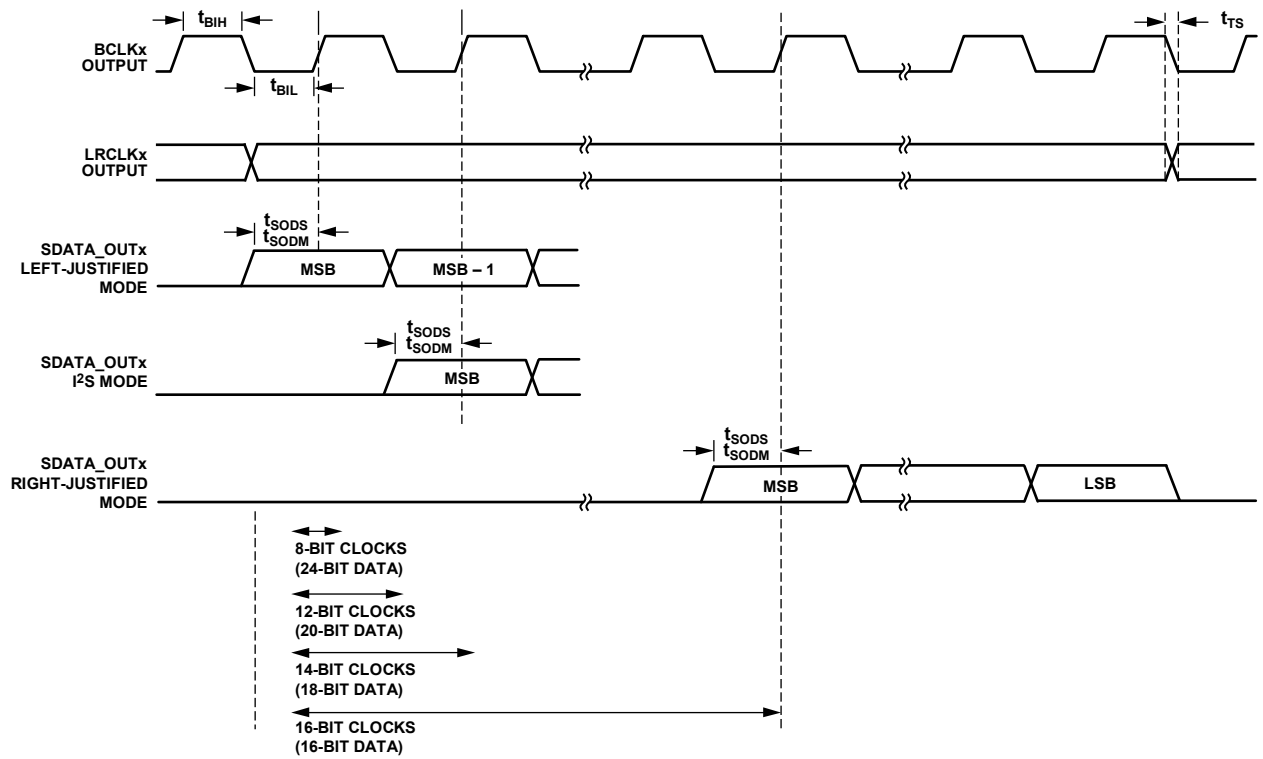 tBIH
tTS
BCLKx
OUTPUT
tBIL
LRCLKx
OUTPUT
tSODS
tSODM
SDATA_OUTx
LEFT-JUSTIFIED
MODE
MSB
MSB – 1
tSODS
tSODM
SDATA_OUTx
I2S MODE
MSB
tSODS
tSODM
SDATA_OUTx
RIGHT-JUSTIFIED
MODE
MSB
LSB
8-BIT CLOCKS
(24-BIT DATA)
12-BIT CLOCKS
(20-BIT DATA)
14-BIT CLOCKS
(18-BIT DATA)
16-BIT CLOCKS
(16-BIT DATA)